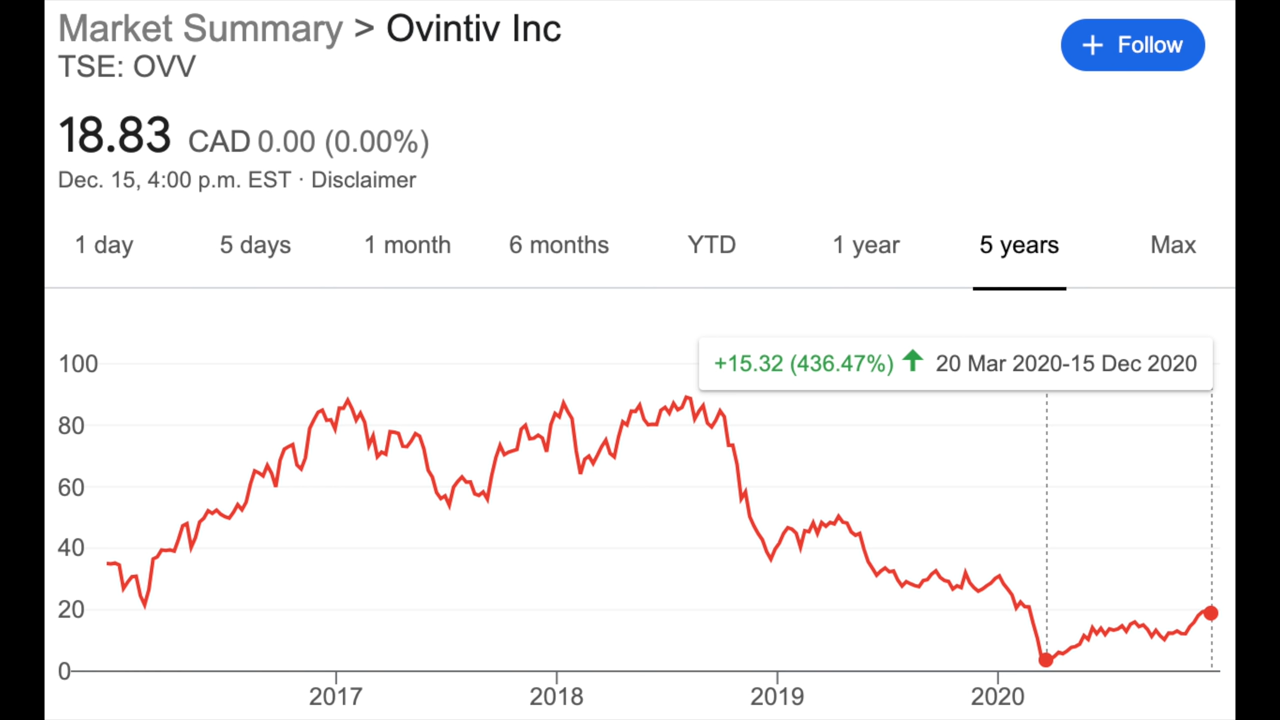 Market Summary > Ovintiv Inc
+ Follow
TSE: OVV
18.83 CAD 0.00 (0.00%)
Dec. 15, 4:00 p.m. EST · Disclaimer
1 day 5 days 1 month 6 months YTD 1 year 5 years Max
+15.32 (436.47%) ↑ 20 Mar 2020-15 Dec 2020
100
80
60
40
20
0
2017 2018 2019 2020